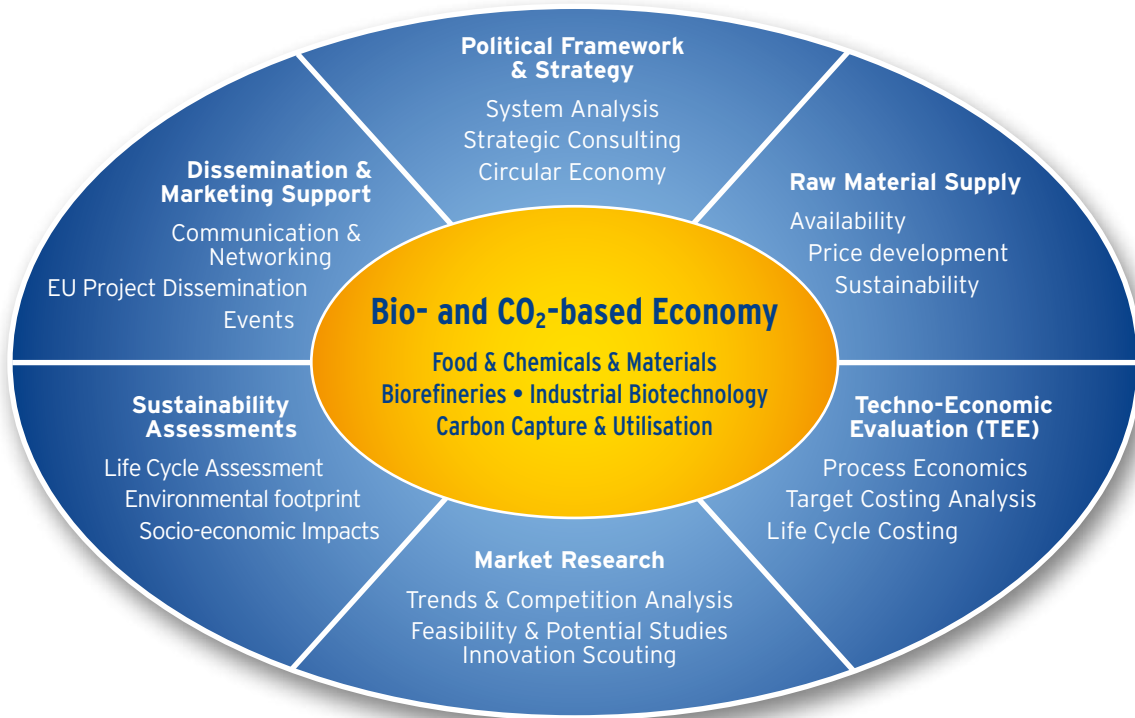 Political Framework
& Strategy
System Analysis
Strategic Consulting
Circular Economy
Dissemination &
Marketing Support
Communication &
Networking
EU Project Dissemination
Events
Raw Material Supply
Availability
Price development
Sustainability
Bio- and CO₂-based Economy
Food & Chemicals & Materials
Biorefineries • Industrial Biotechnology
Carbon Capture & Utilisation
Sustainability
Assessments
Life Cycle Assessment
Environmental footprint
Socio-economic Impacts
Techno-Economic
Evaluation (TEE)
Process Economics
Target Costing Analysis
Life Cycle Costing
Market Research
Trends & Competition Analysis
Feasibility & Potential Studies
Innovation Scouting